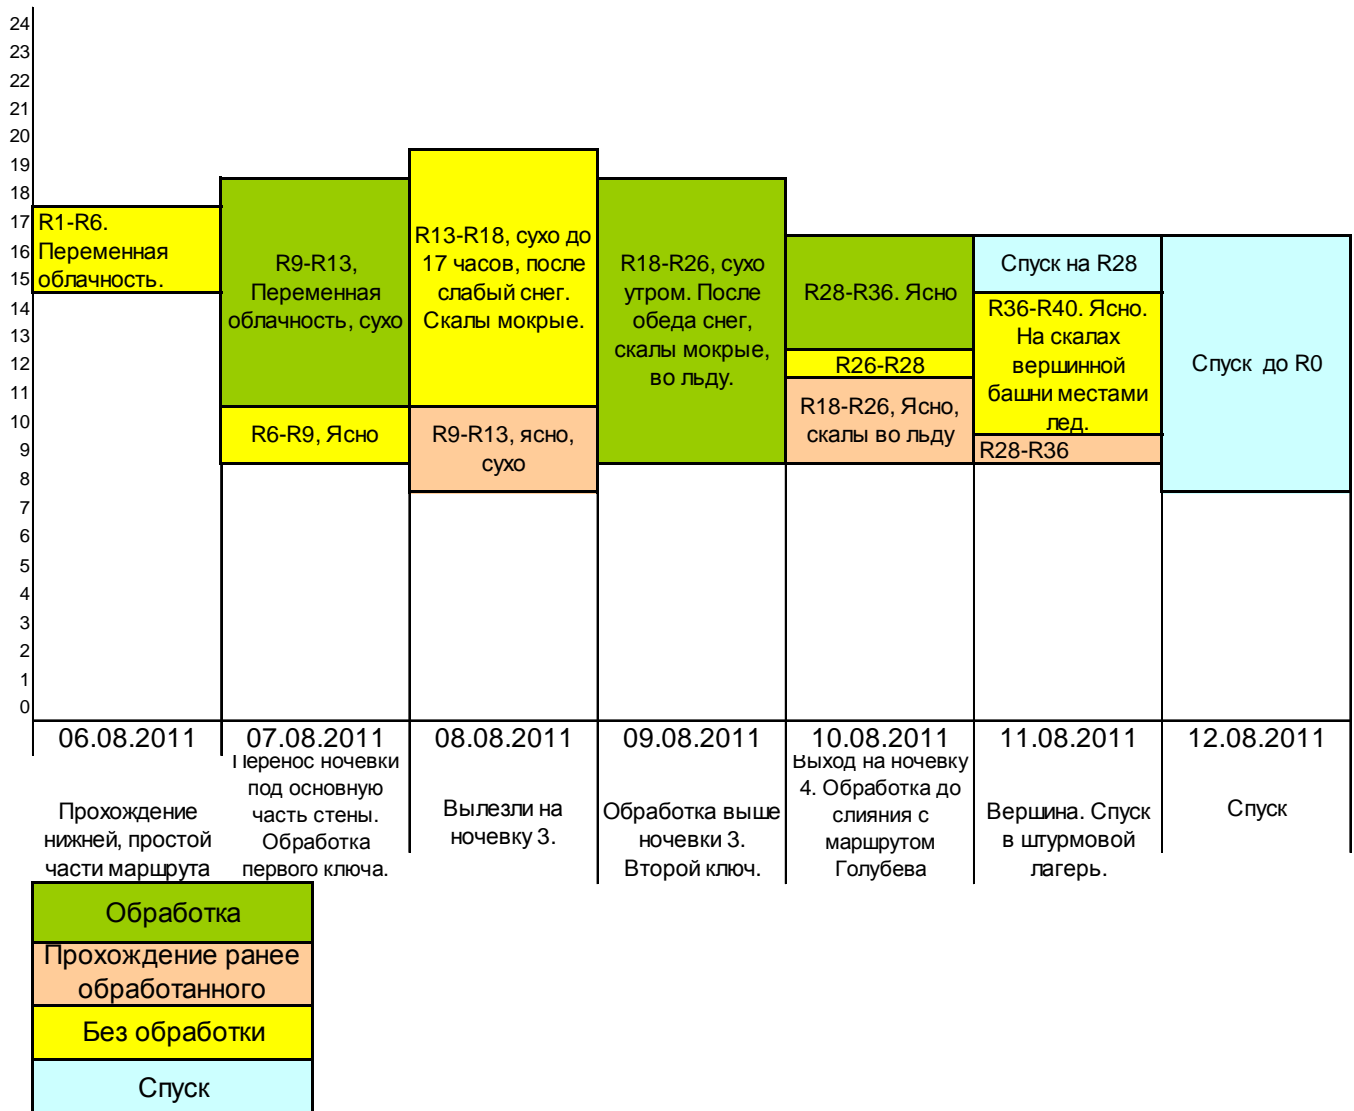 24
23
22
21
20
19
18
17
16
15
14
13
12
11
10
9
8
7
6
5
4
3
2
1
0
R1-R6.
Переменная
облачность.
R9-R13,
Переменная
облачность, сухо
R6-R9, Ясно
R13-R18, сухо до
17 часов, после
слабый снег.
Скалы мокрые.
R9-R13, ясно,
сухо
R18-R26, сухо
утром. После
обеда снег,
скалы мокрые,
во льду.
R28-R36. Ясно
R26-R28
R18-R26, Ясно,
скалы во льду
Спуск на R28
R36-R40. Ясно.
На скалах
вершинной
башни местами
лед.
R28-R36
Спуск до R0
06.08.2011
07.08.2011
08.08.2011
09.08.2011
10.08.2011
11.08.2011
12.08.2011
Прохождение
нижней, простой
части маршрута
Перенос ночевки
под основную
часть стены.
Обработка
первого ключа.
Вылезли на
ночевку 3.
Обработка выше
ночевки 3.
Второй ключ.
Выход на ночевку
4. Обработка до
слияния с
маршрутом
Голубева
Вершина. Спуск
в штурмовой
лагерь.
Спуск
Обработка
Прохождение ранее
обработанного
Без обработки
Спуск